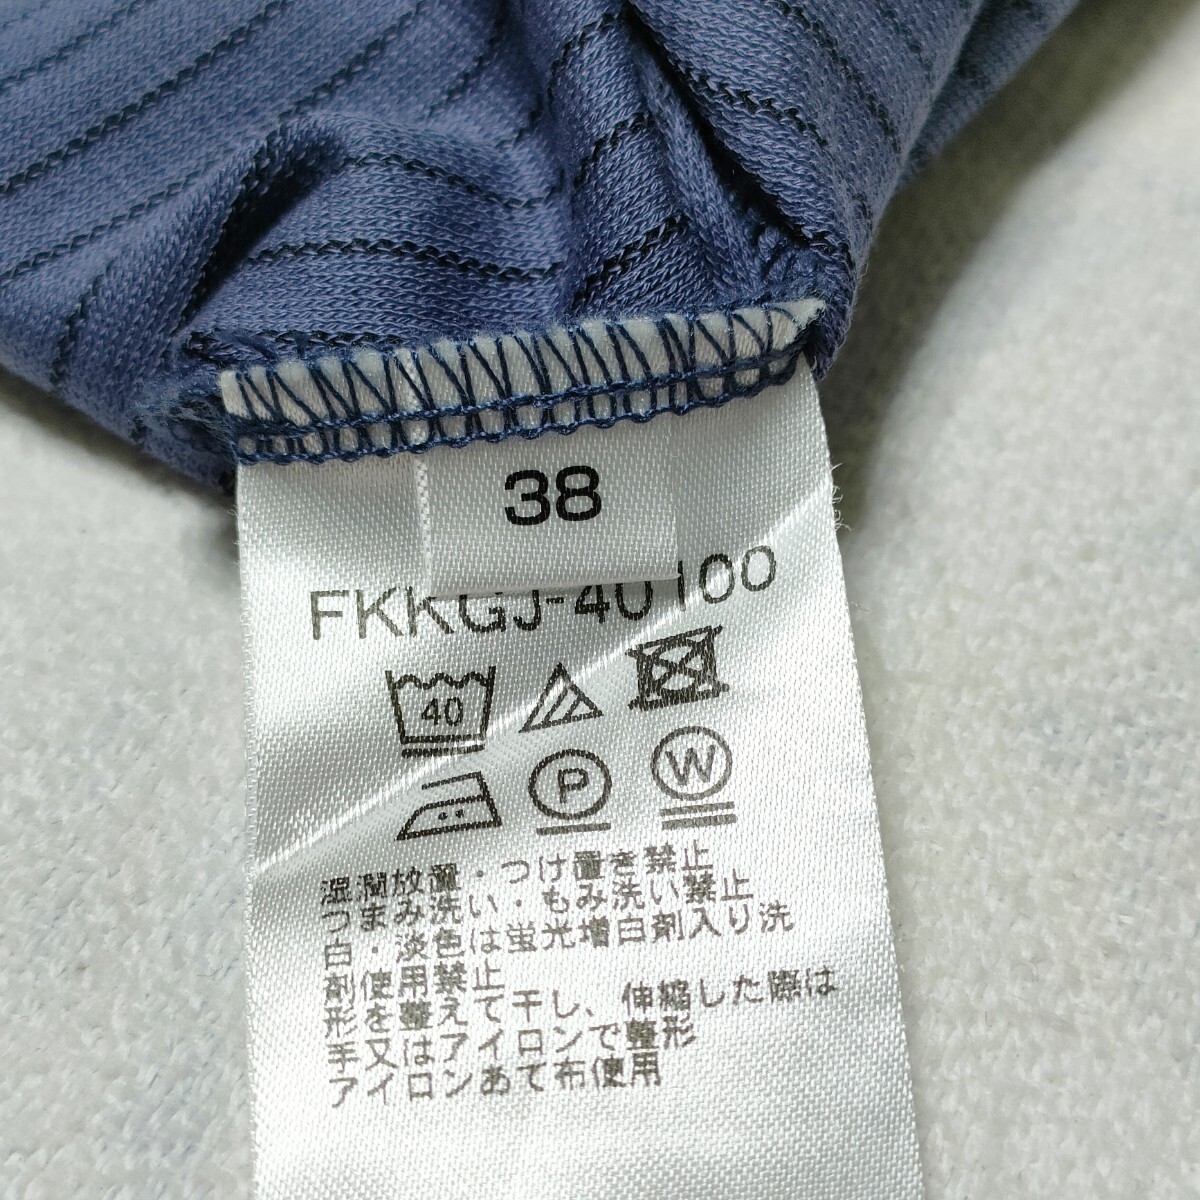 38
FKKGJ-40100
40
P
W
湿潤放置・つけ置き禁止
つまみ洗い・もみ洗い禁止
白・淡色は蛍光増白剤入り洗
剤使用禁止
形を整えて干し、伸縮した際は
手又はアイロンで整形
アイロンあて布使用